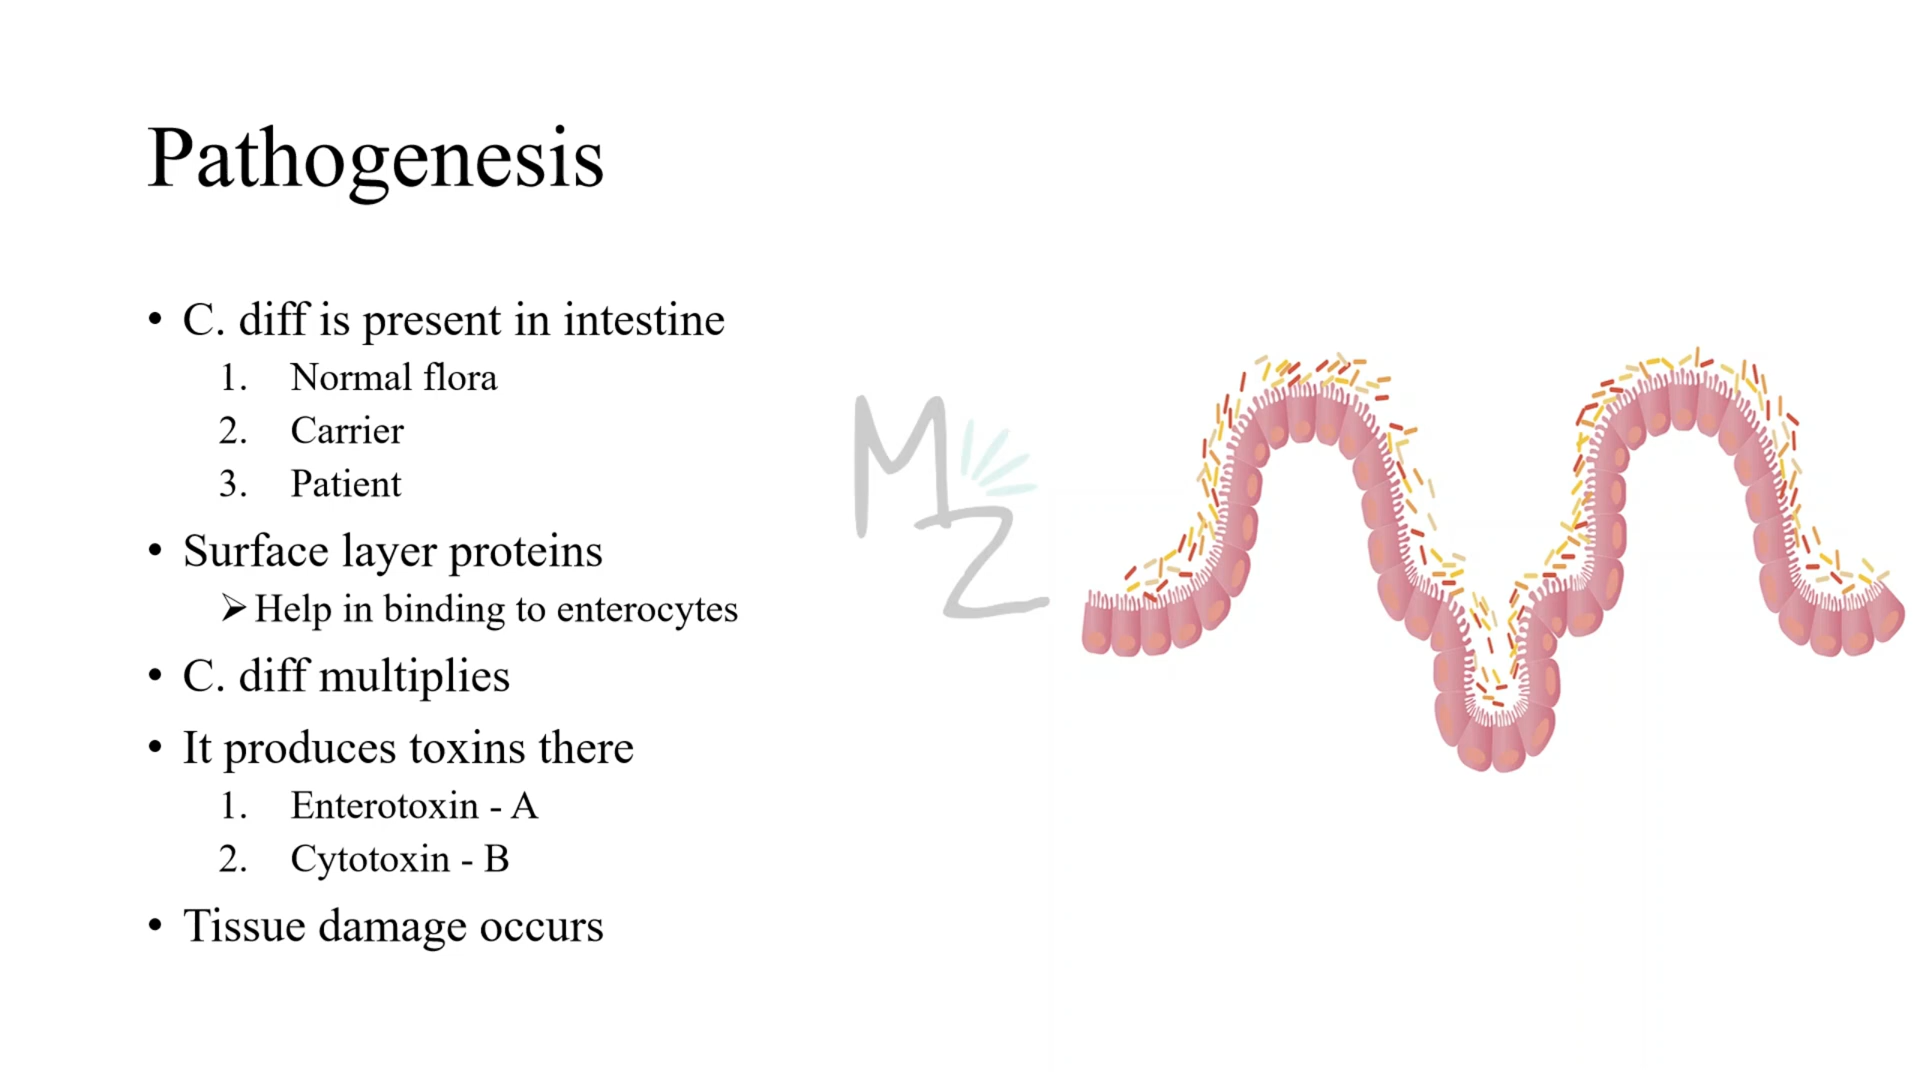 Pathogenesis
• C. diff is present in intestine
1. Normal flora
2. Carrier
3. Patient
• Surface layer proteins
➢ Help in binding to enterocytes
• C. diff multiplies
• It produces toxins there
1. Enterotoxin - A
2. Cytotoxin - B
• Tissue damage occurs
MZ